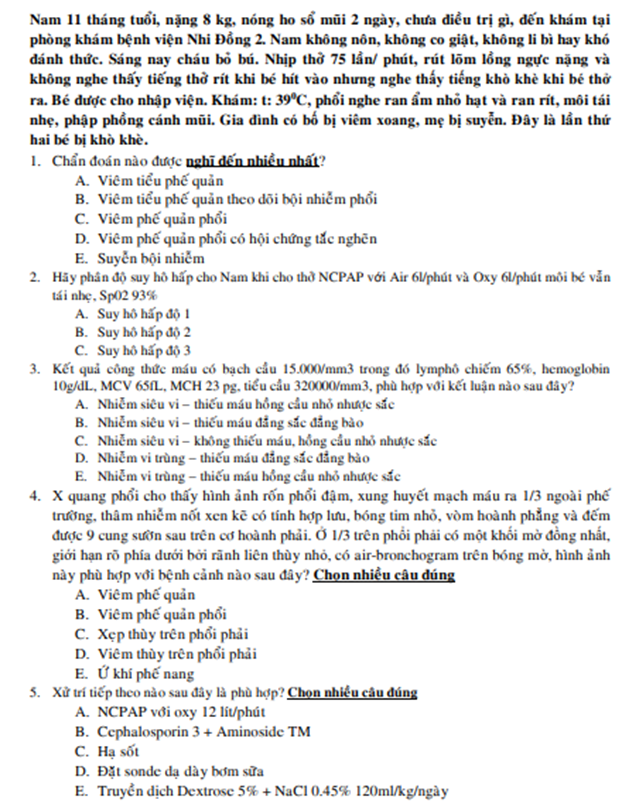 Nam 11 tháng tuổi, nặng 8 kg, nóng ho sổ mũi 2 ngày, chưa điều trị gì, đến khám tại
phòng khám bệnh viện Nhi Đồng 2. Nam không nôn, không co giật, không li bì hay khó
đánh thức. Sáng nay cháu bỏ bú. Nhịp thở 75 lần/ phút, rút lõm lồng ngực nặng và
không nghe thấy tiếng thở rít khi bé hít vào nhưng nghe thấy tiếng khò khè khi bé thở
ra. Bé được cho nhập viện. Khám: t: 39⁰C, phổi nghe ran ẩm nhỏ hạt và ran rít, môi tái
nhẹ, phập phồng cánh mũi. Gia đình có bố bị viêm xoang, mẹ bị suyễn. Đây là lần thứ
hai bé bị khò khè.
1. Chẩn đoán nào được nghĩ đến nhiều nhất?
A. Viêm tiểu phế quản
B. Viêm tiểu phế quản theo dõi bội nhiễm phổi
C. Viêm phế quản phổi
D. Viêm phế quản phổi có hội chứng tắc nghẽn
E. Suyễn bội nhiễm
2. Hãy phân độ suy hô hấp cho Nam khi cho thở NCPAP với Air 6l/phút và Oxy 6l/phút môi bé vẫn
tái nhẹ, Sp02 93%
A. Suy hô hấp độ 1
B. Suy hô hấp độ 2
C. Suy hô hấp độ 3
3. Kết quả công thức máu có bạch cầu 15.000/mm3 trong đó lymphô chiếm 65%, hemoglobin
10g/dL, MCV 65fL, MCH 23 pg, tiểu cầu 320000/mm3, phù hợp với kết luận nào sau đây?
A. Nhiễm siêu vi – thiếu máu hồng cầu nhỏ nhược sắc
B. Nhiễm siêu vi – thiếu máu đẳng sắc đẳng bào
C. Nhiễm siêu vi – không thiếu máu, hồng cầu nhỏ nhược sắc
D. Nhiễm vi trùng – thiếu máu đẳng sắc đẳng bào
E. Nhiễm vi trùng – thiếu máu hồng cầu nhỏ nhược sắc
4. X quang phổi cho thấy hình ảnh rốn phổi đậm, xung huyết mạch máu ra 1/3 ngoài phế
trường, thâm nhiễm nốt xen kẽ có tính hợp lưu, bóng tim nhỏ, vòm hoành phẳng và đếm
được 9 cung sườn sau trên cơ hoành phải. Ở 1/3 trên phổi phải có một khối mờ đồng nhất,
giới hạn rõ phía dưới bởi rãnh liên thùy nhỏ, có air-bronchogram trên bóng mờ, hình ảnh
này phù hợp với bệnh cảnh nào sau đây? Chọn nhiều câu đúng
A. Viêm phế quản
B. Viêm phế quản phổi
C. Xẹp thùy trên phổi phải
D. Viêm thùy trên phổi phải
E. Ứ khí phế nang
5. Xử trí tiếp theo nào sau đây là phù hợp? Chọn nhiều câu đúng
A. NCPAP với oxy 12 lít/phút
B. Cephalosporin 3 + Aminoside TM
C. Hạ sốt
D. Đặt sonde dạ dày bơm sữa
E. Truyền dịch Dextrose 5% + NaCl 0.45% 120ml/kg/ngày